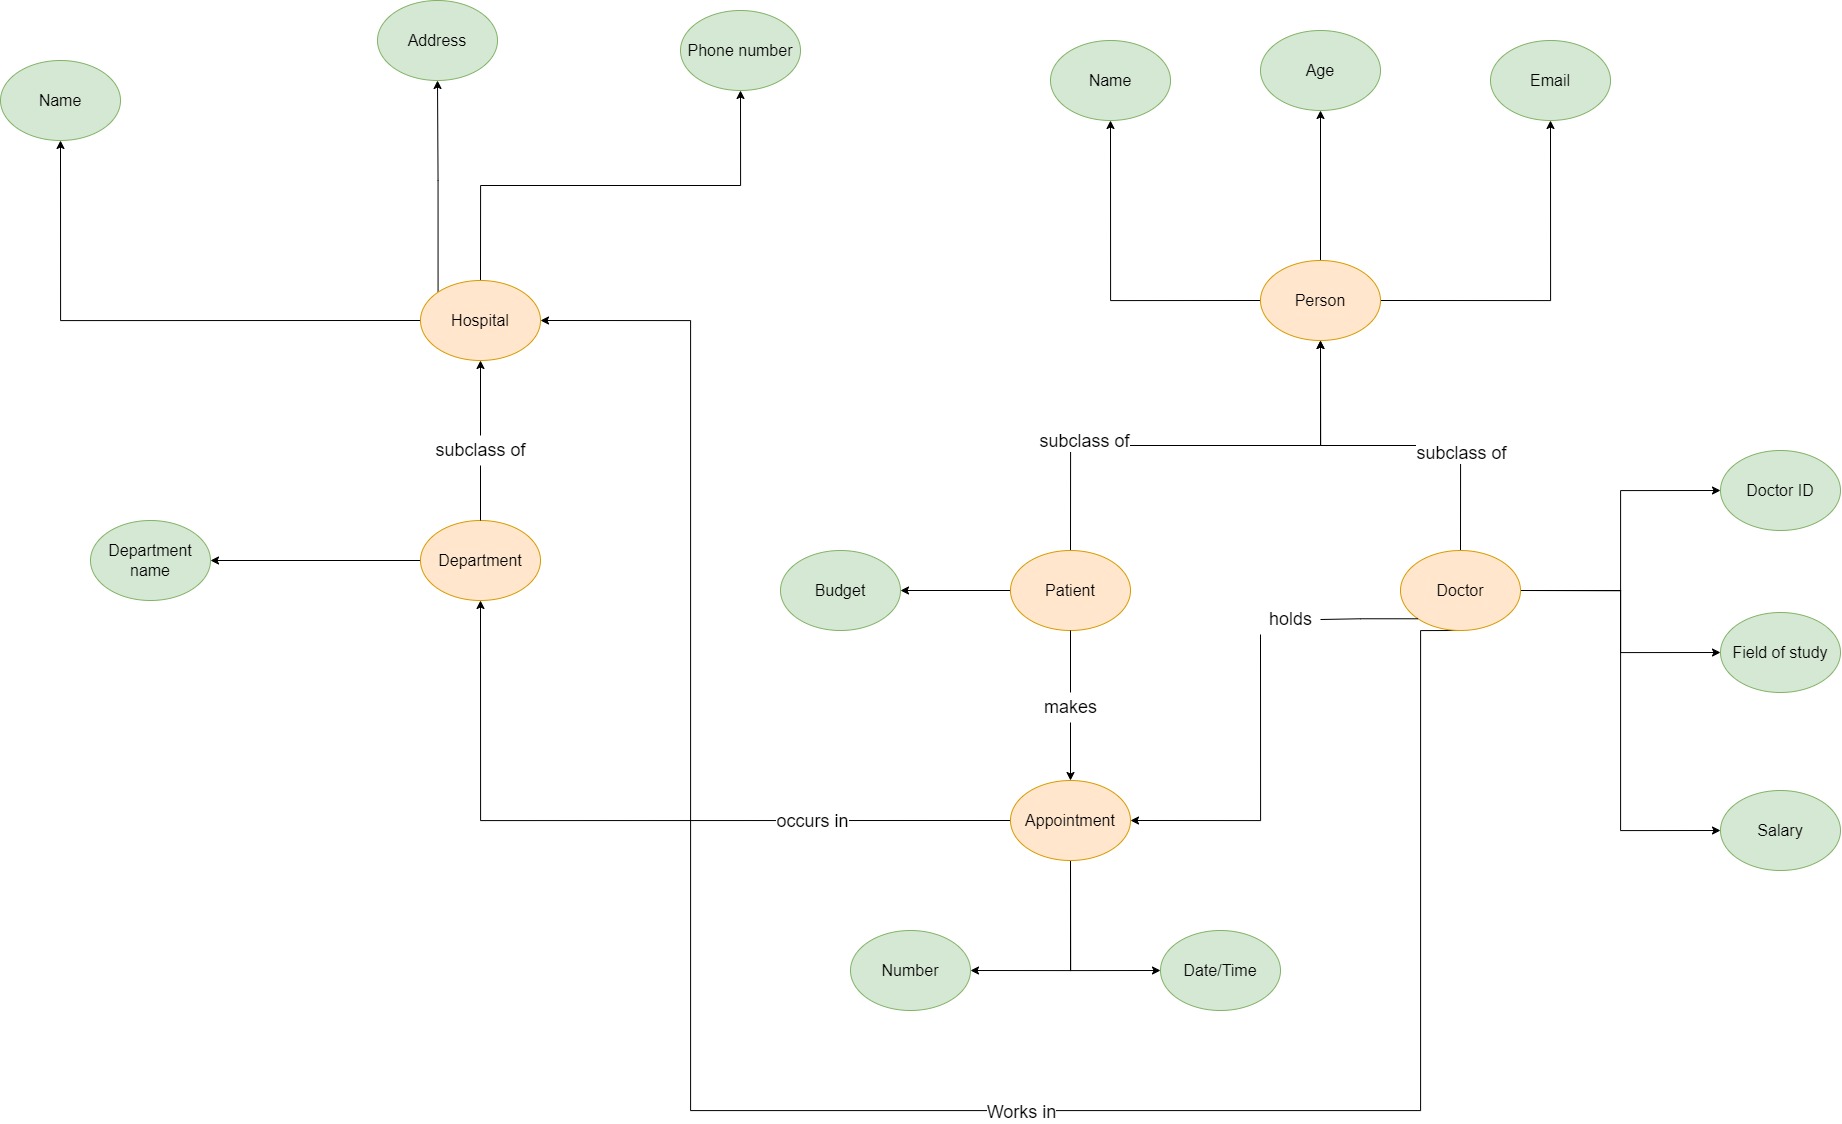 Address
Phone number
Name
Name
Age
Email
Hospital
Person
subclass of
subclass of
subclass of
Department
name
Department
Budget
Patient
Doctor
Doctor ID
holds
Field of study
makes
occurs in
Appointment
Salary
Number
Date/Time
Works in